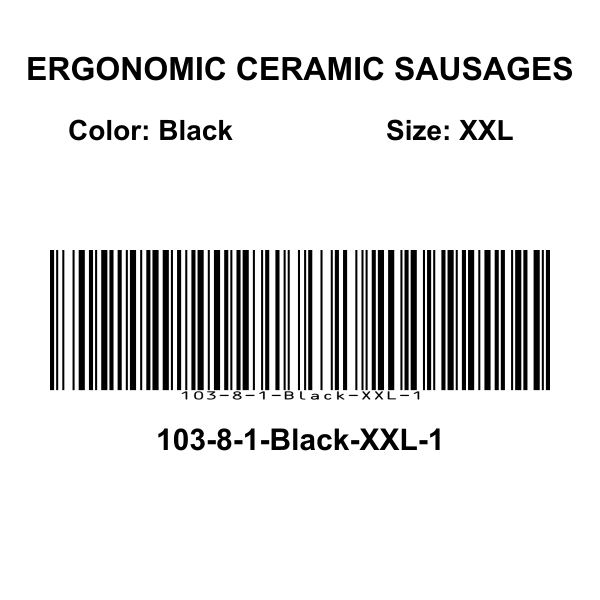 ERGONOMIC CERAMIC SAUSAGES
Color: Black Size: XXL
103-8-1-Black-XXL-1
103-8-1-Black-XXL-1